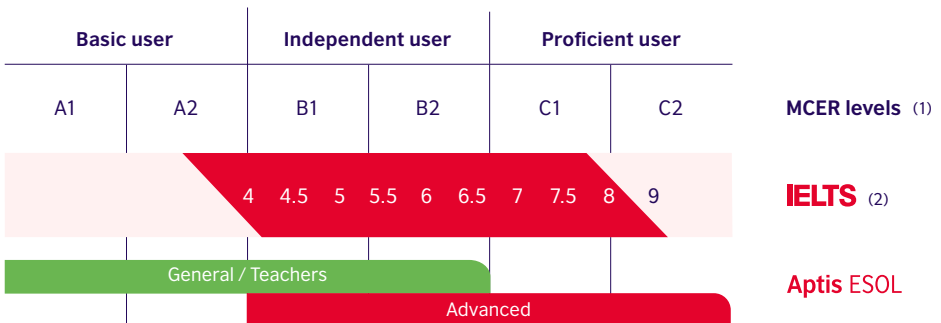 Basic user Independent user Proficient user
A1 A2 B1 B2 C1 C2 MCER levels (1)
4 4.5 5 5.5 6 6.5 7 7.5 8 9 IELTS (2)
General / Teachers
Aptis ESOL
Advanced